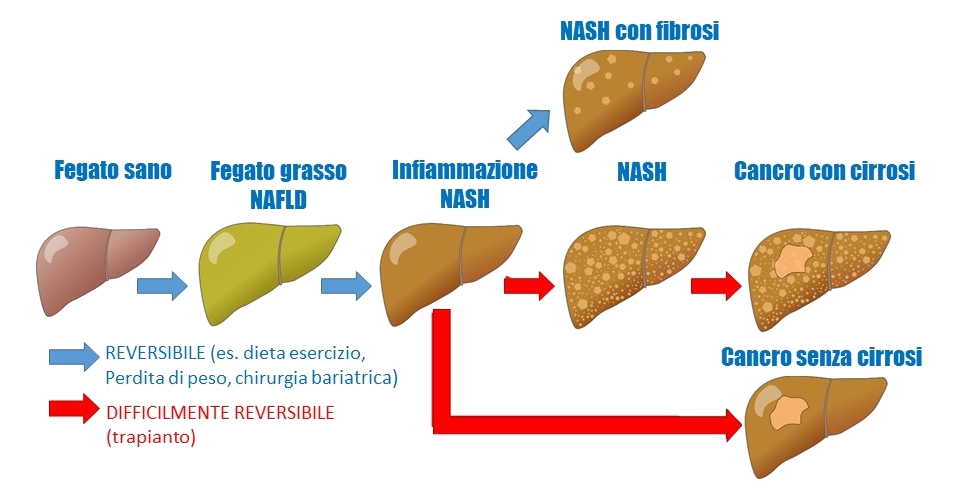 NASH con fibrosi
Fegato sano
Fegato grasso
NAFLD
Infiammazione
NASH
NASH
Cancro con cirrosi
Cancro senza cirrosi
REVERSIBILE (es. dieta esercizio,
Perdita di peso, chirurgia bariatrica)
DIFFICILMENTE REVERSIBILE
(trapianto)